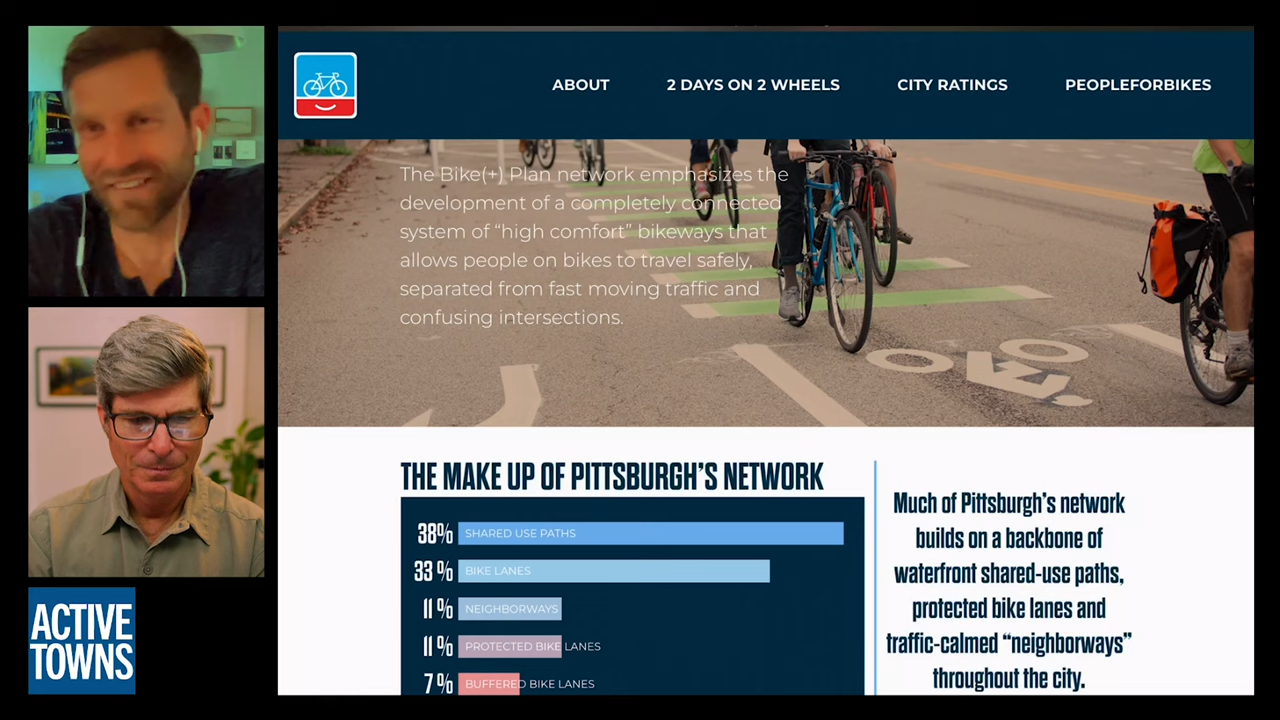 ABOUT
2 DAYS ON 2 WHEELS
CITY RATINGS
PEOPLEFORBIKES
The Bike(+) Plan network emphasizes the
development of a completely connected
system of “high comfort” bikeways that
allows people on bikes to travel safely,
separated from fast moving traffic and
confusing intersections.
THE MAKE UP OF PITTSBURGH’S NETWORK
38% SHARED USE PATHS
33 % BIKE LANES
11 % NEIGHBORWAYS
11 % PROTECTED BIKE LANES
7 % BUFFERED BIKE LANES
Much of Pittsburgh’s network
builds on a backbone of
waterfront shared-use paths,
protected bike lanes and
traffic-calmed “neighborways”
throughout the city.
ACTIVE
TOWNS